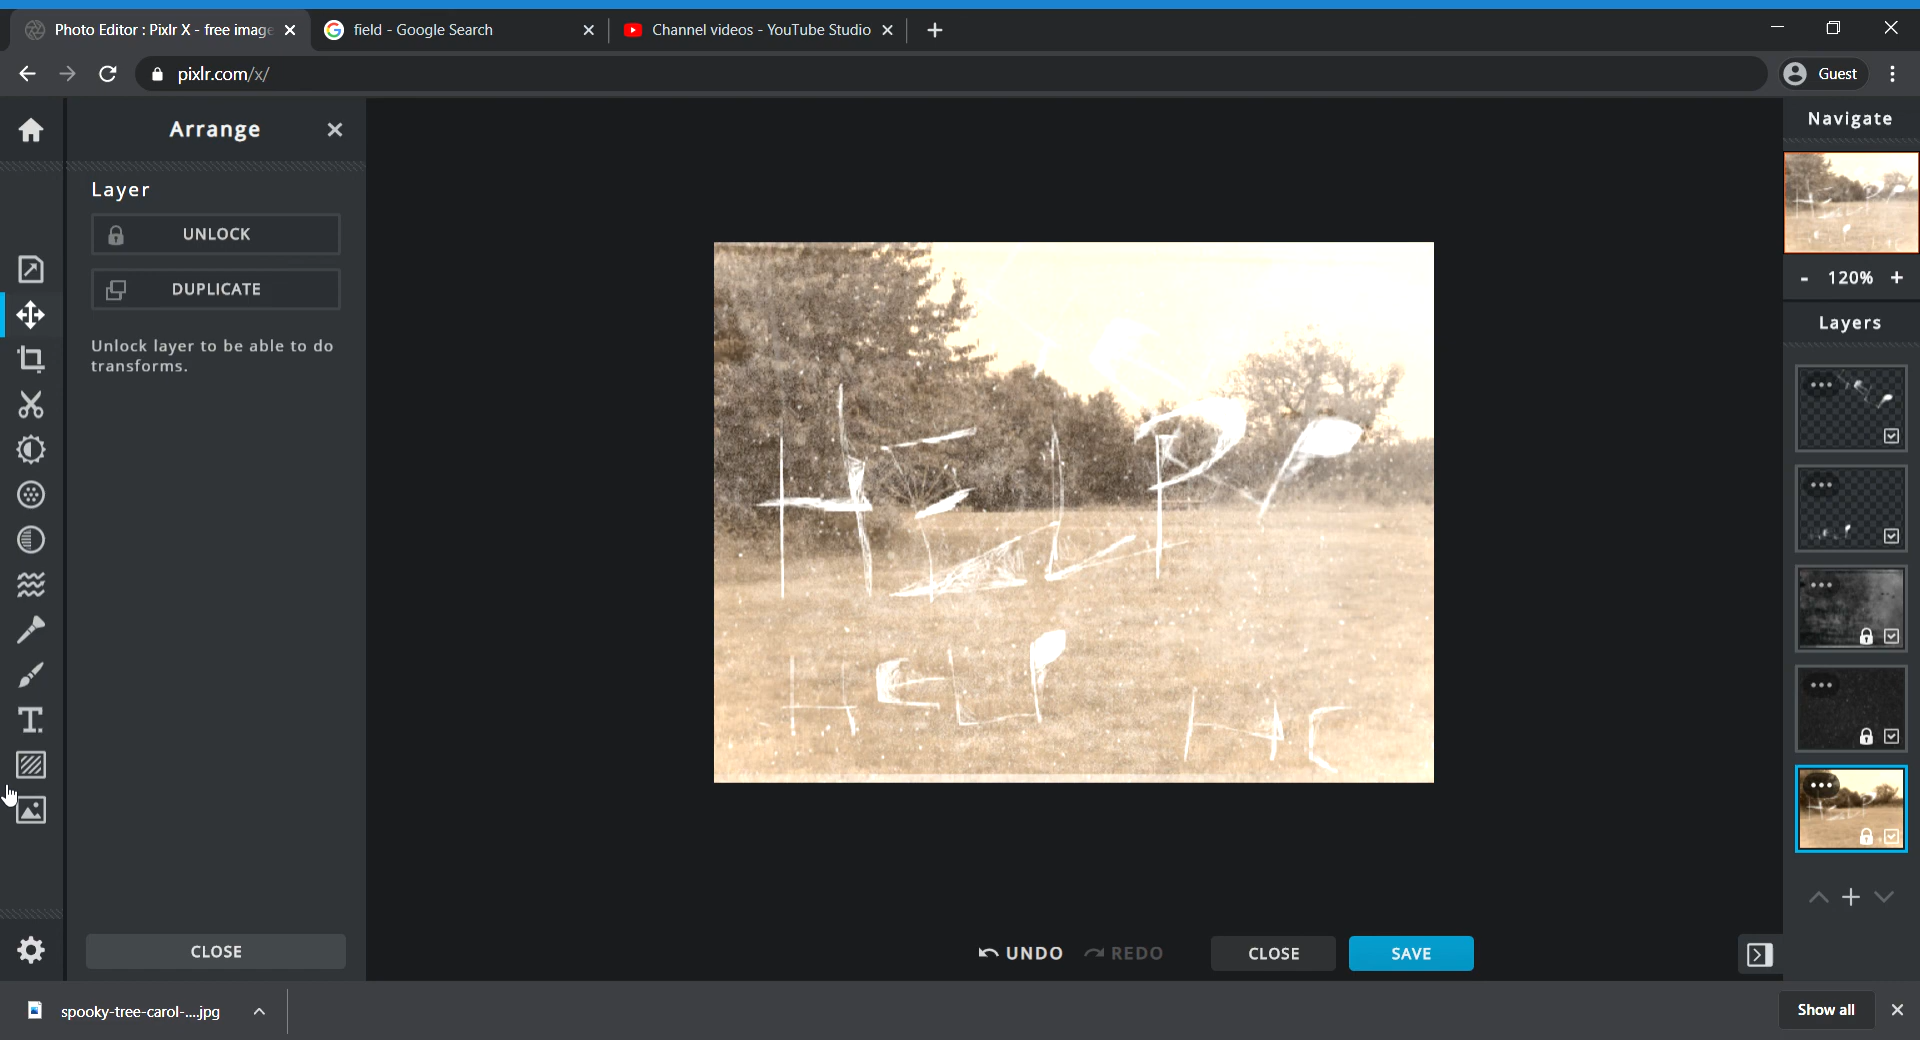 Photo Editor : Pixlr X - free image
field - Google Search
Channel videos - YouTube Studio
pixlr.com/x/
Guest
Arrange
Navigate
Layer
UNLOCK
DUPLICATE
Unlock layer to be able to do
transforms.
- 120% +
Layers
HELP
HELP
T.
CLOSE
UNDO
REDO
CLOSE
SAVE
spooky-tree-carol-....jpg
Show all